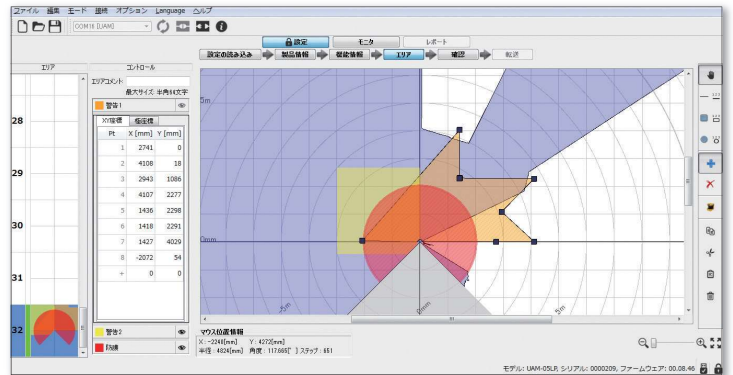 ファイル 編集 モード 接続 オプション Language ヘルプ
COM16 [UAM]
設定 モニタ レポート
設定の読み込み 製品情報 機能情報 エリア 確認 転送
エリア コントロール
エリアコメント
最大サイズ 半角64文字
警告1
XY座標 極座標
Pt X [mm] Y [mm]
1 2741 0
2 4108 18
3 2943 1086
4 4107 2277
5 1436 2298
6 1418 2291
7 1427 4029
8 -2072 54
+ 0 0
28
29
30
31
32
警告2
防護
5m
0mm
-5m
0mm
5m
マウス位置情報
X:-2240[mm] Y:4272[mm]
半径:4824[mm] 角度:117.665[°] ステップ:651
モデル: UAM-05LP, シリアル: 0000209, ファームウェア: 00.08.46